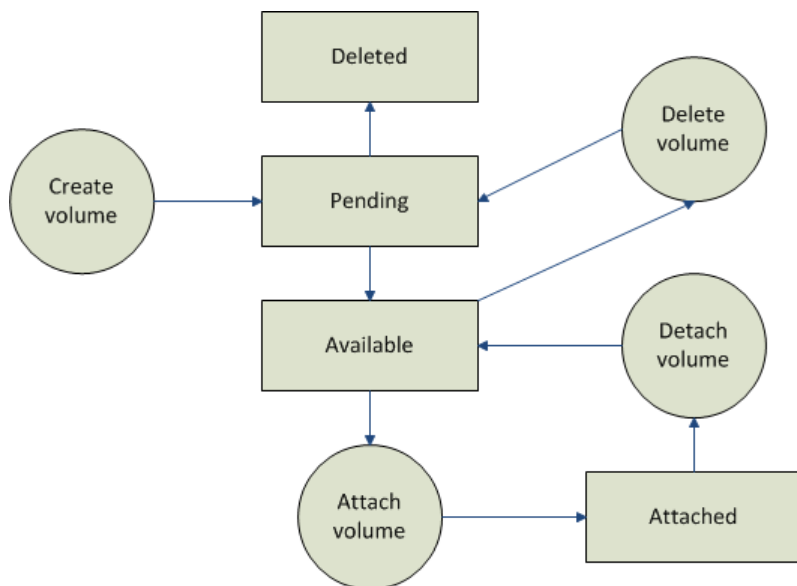 Deleted
Delete
volume
Create
volume
Pending
Available
Detach
volume
Attach
volume
Attached